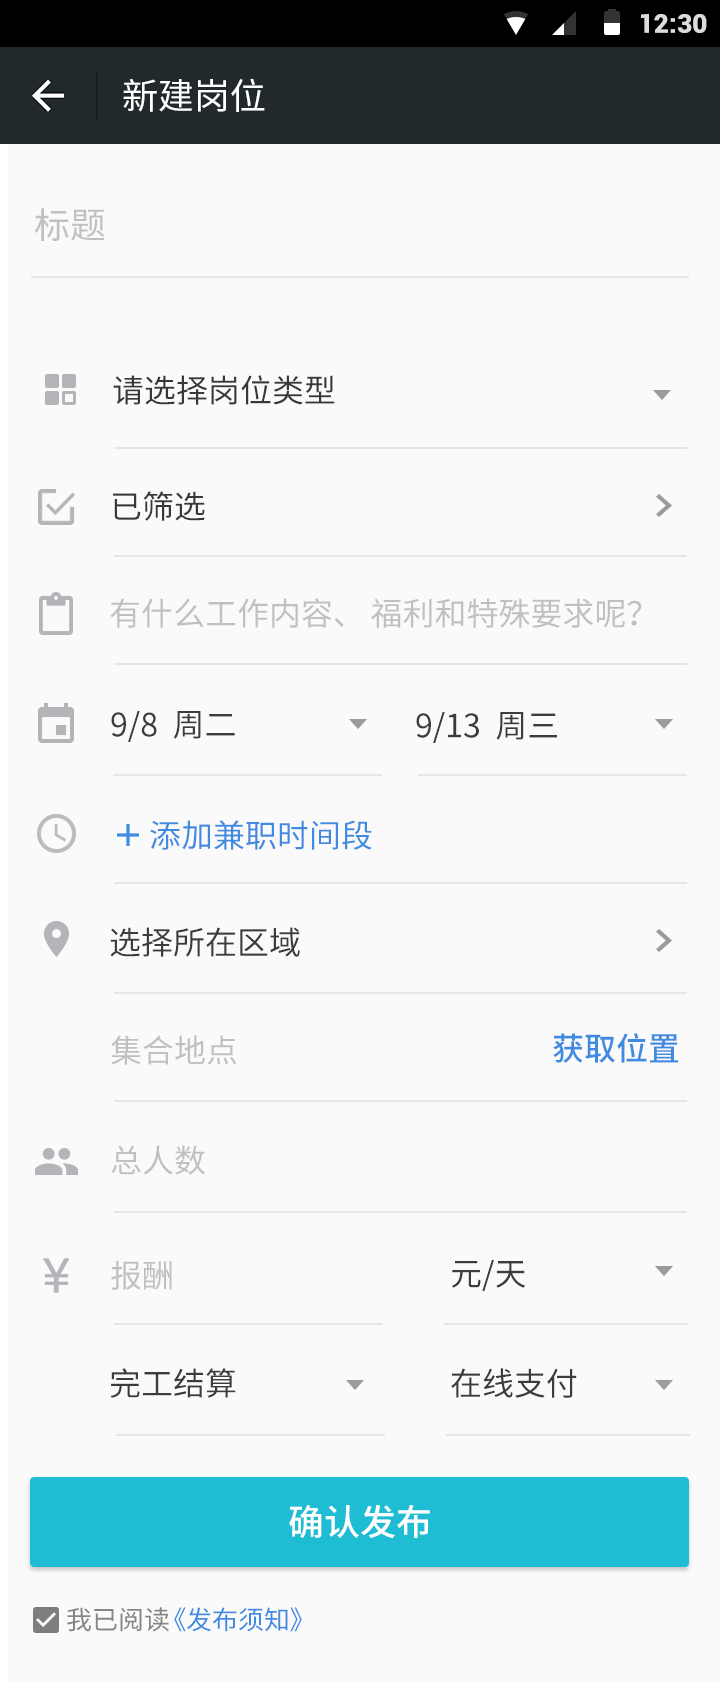 12:30
新建岗位
标题
请选择岗位类型
已筛选
有什么工作内容、福利和特殊要求呢?
9/8 周二 9/13 周三
+ 添加兼职时间段
选择所在区域
集合地点 获取位置
总人数
¥ 报酬 元/天
完工结算 在线支付
确认发布
我已阅读《发布须知》